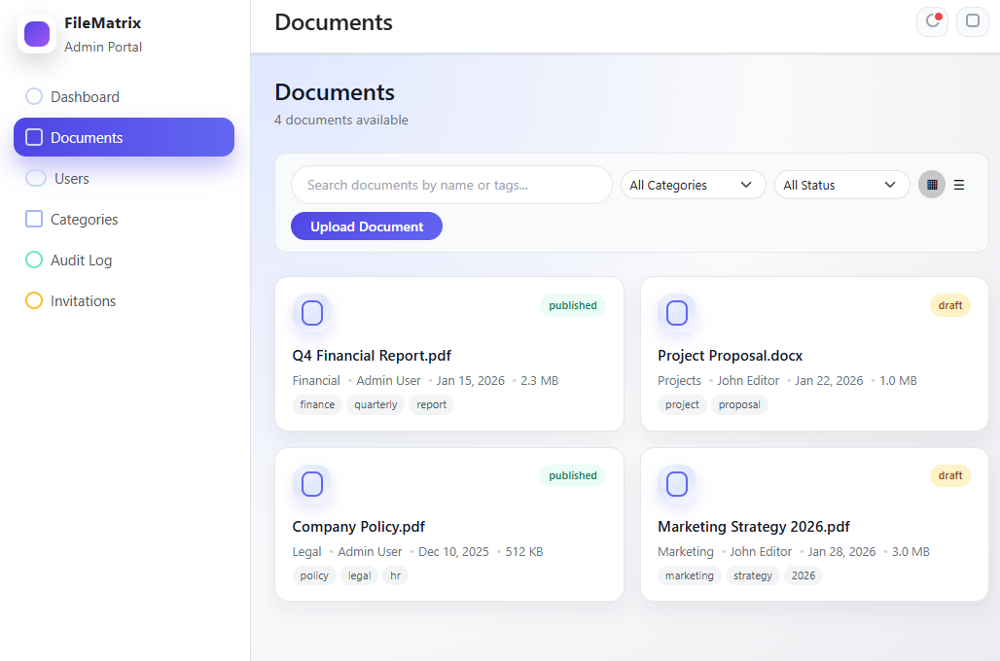 FileMatrix
Admin Portal
Dashboard
Documents
Users
Categories
Audit Log
Invitations
Documents
Documents
4 documents available
Search documents by name or tags...
All Categories
All Status
Upload Document
published
Q4 Financial Report.pdf
Financial • Admin User • Jan 15, 2026 • 2.3 MB
finance quarterly report
draft
Project Proposal.docx
Projects • John Editor • Jan 22, 2026 • 1.0 MB
project proposal
published
Company Policy.pdf
Legal • Admin User • Dec 10, 2025 • 512 KB
policy legal hr
draft
Marketing Strategy 2026.pdf
Marketing • John Editor • Jan 28, 2026 • 3.0 MB
marketing strategy 2026